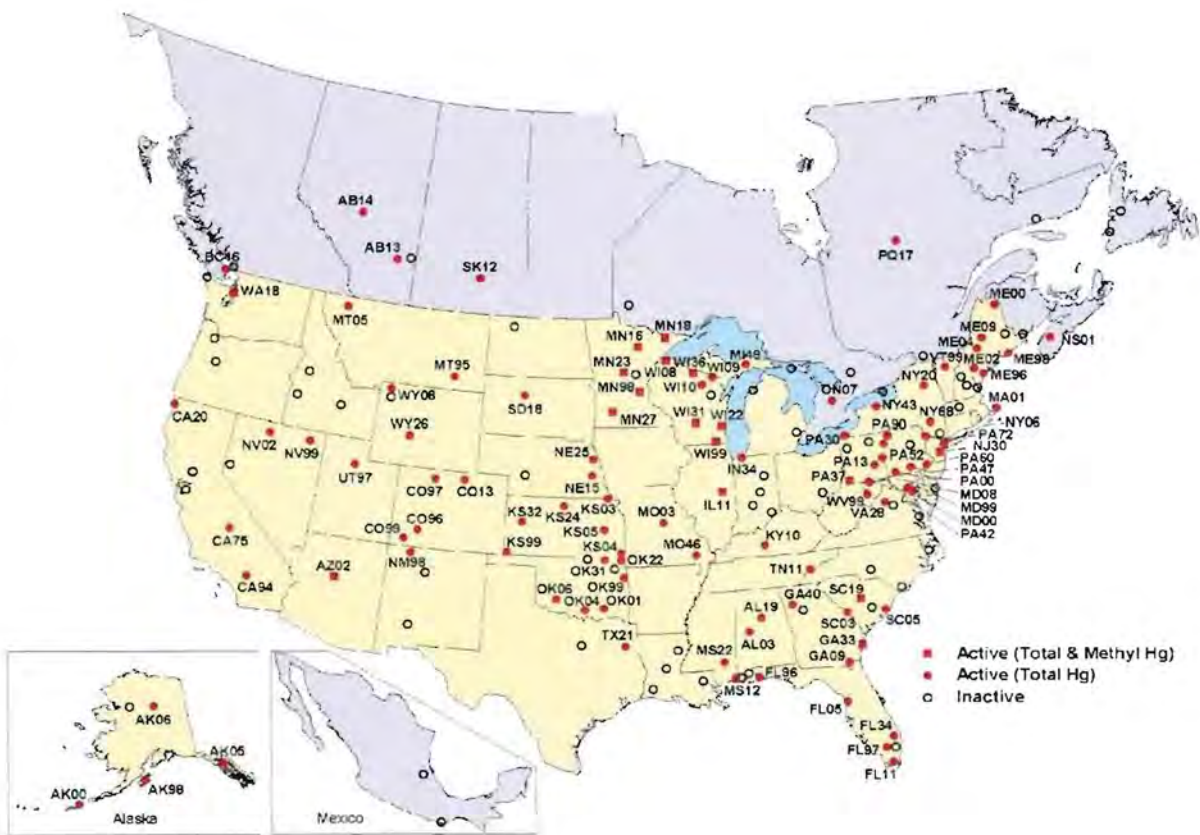 AB14
AB13
SK12
PQ17
BC46
WA18
MT05
MT95
WY26
SD18
MN16
MN18
MN23
MN98
MN27
WI08
WI36
WI09
WI10
WI31
WI22
WI99
ME00
ME09
ME04
ME02
ME98
ME96
NS01
NY20
NY43
NY68
MA01
NY06
PA72
NJ30
PA60
PA47
PA00
MD08
MD99
MD00
PA42
PA90
PA30
PA13
PA52
PA37
WV99
VA28
IN34
IL11
KY10
TN11
CA20
NV02
NV99
UT97
CO97
CO13
CO96
CO99
NM98
AZ02
CA75
CA94
NE25
NE15
KS32
KS24
KS03
KS05
KS04
KS99
MO03
MO46
OK22
OK31
OK99
OK06
OK04
OK01
TX21
AL19
AL03
GA40
SC19
SC03
SC05
GA33
GA09
MS22
MS12
FL96
FL05
FL34
FL97
FL11
Active (Total & Methyl Hg)
Active (Total Hg)
Inactive
AK06
AK05
AK98
AK00
Alaska
Mexico